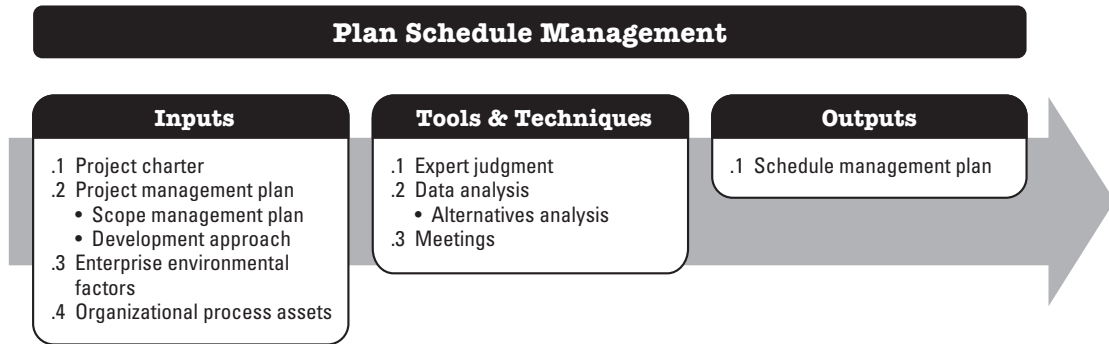 Plan Schedule Management
Inputs
.1 Project charter
.2 Project management plan
• Scope management plan
• Development approach
.3 Enterprise environmental
factors
.4 Organizational process assets
Tools & Techniques
.1 Expert judgment
.2 Data analysis
• Alternatives analysis
.3 Meetings
Outputs
.1 Schedule management plan